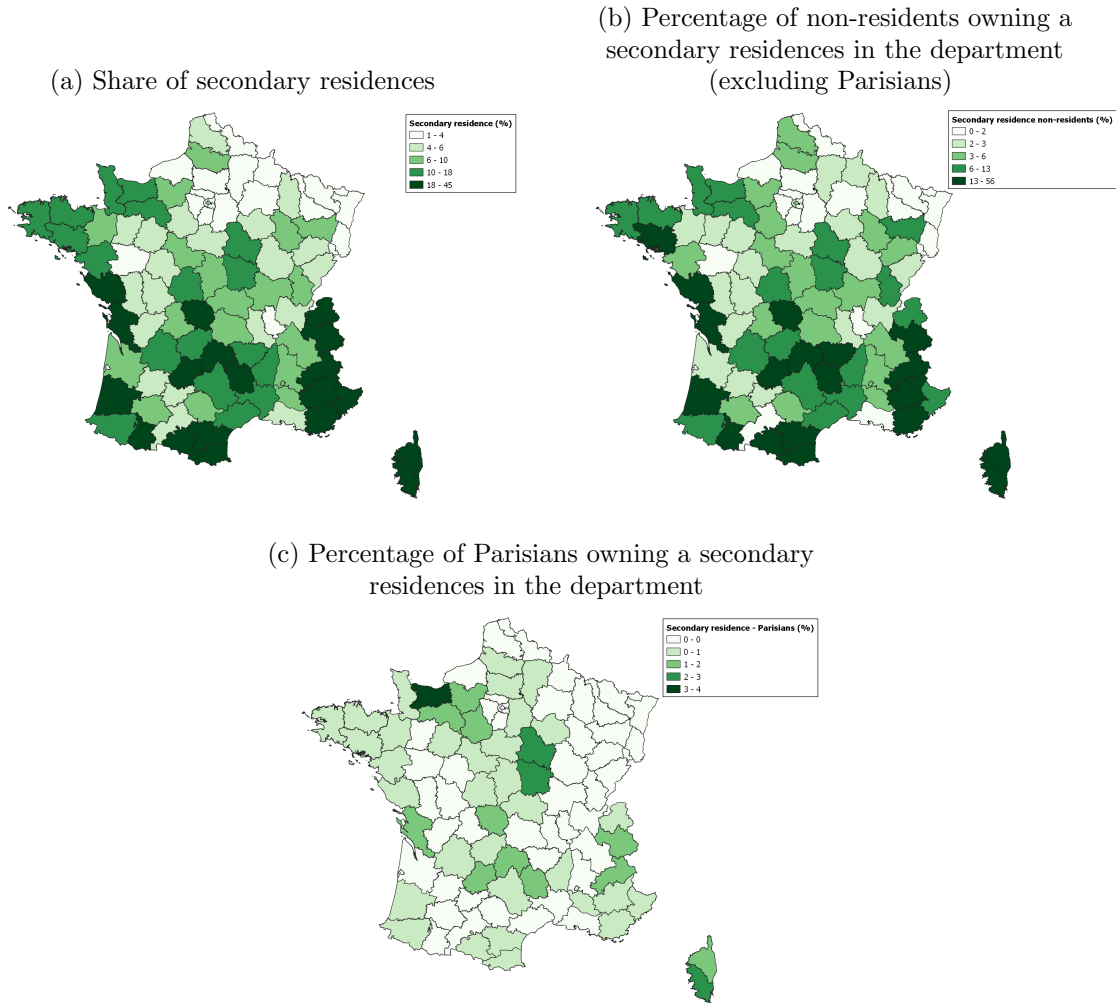 (a) Share of secondary residences
Secondary residence (%)
1 - 4
4 - 6
6 - 10
10 - 18
18 - 45
(b) Percentage of non-residents owning a
secondary residences in the department
(excluding Parisians)
Secondary residence non-residents (%)
0 - 2
2 - 3
3 - 6
6 - 13
13 - 56
(c) Percentage of Parisians owning a secondary
residences in the department
Secondary residence - Parisians (%)
0 - 0
0 - 1
1 - 2
2 - 3
3 - 4